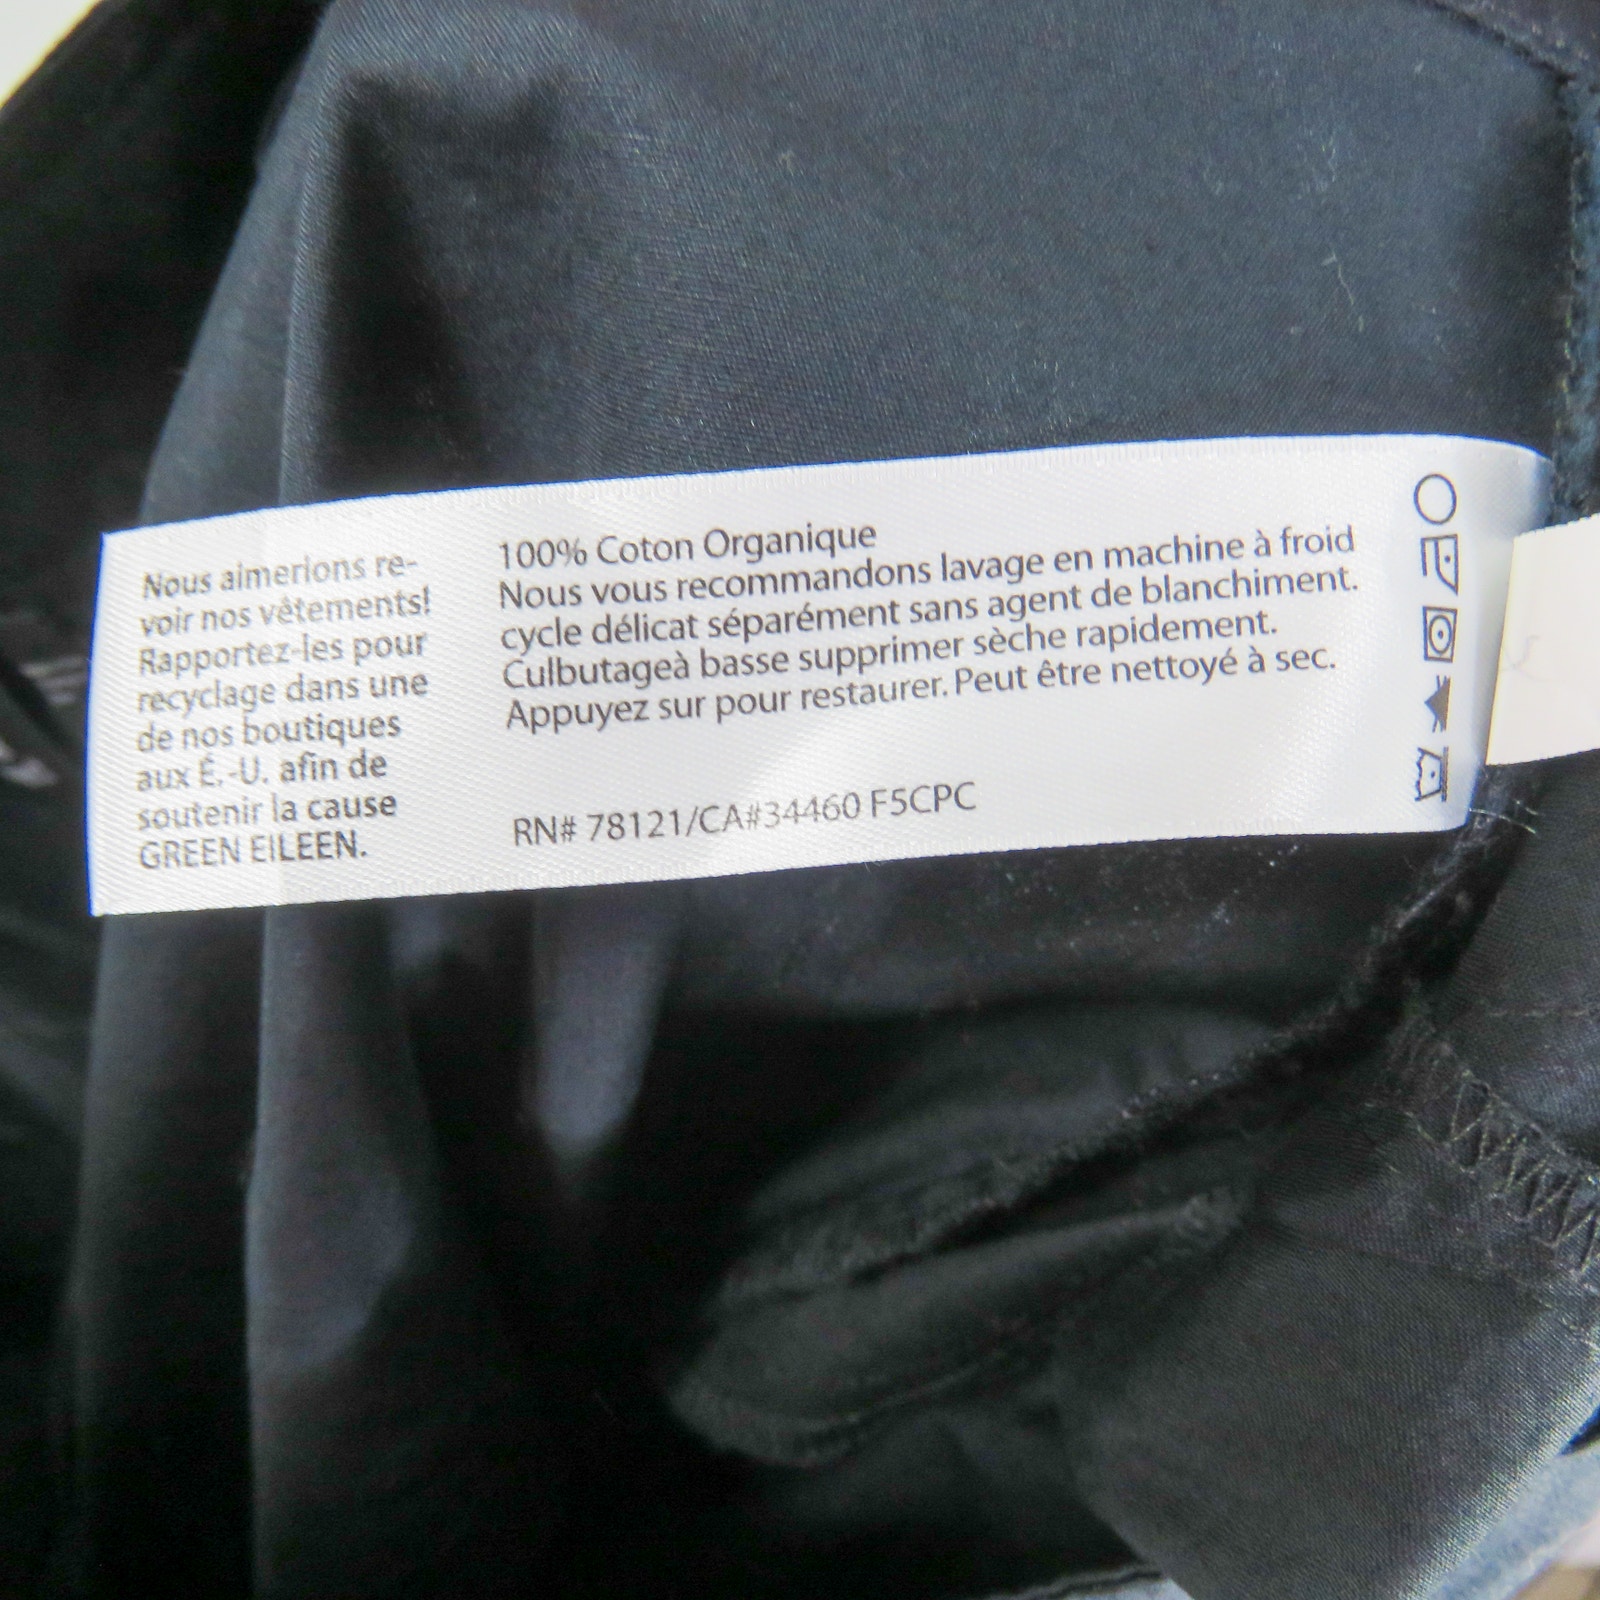 Nous aimerions re-
voir nos vêtements!
Rapportez-les pour
recyclage dans une
de nos boutiques
aux É.-U. afin de
soutenir la cause
GREEN EILEEN.
100% Coton Organique
Nous vous recommandons lavage en machine à froid
cycle délicat séparément sans agent de blanchiment.
Culbutageà basse supprimer sèche rapidement.
Appuyez sur pour restaurer. Peut être nettoyé à sec.
RN# 78121/CA#34460 F5CPC